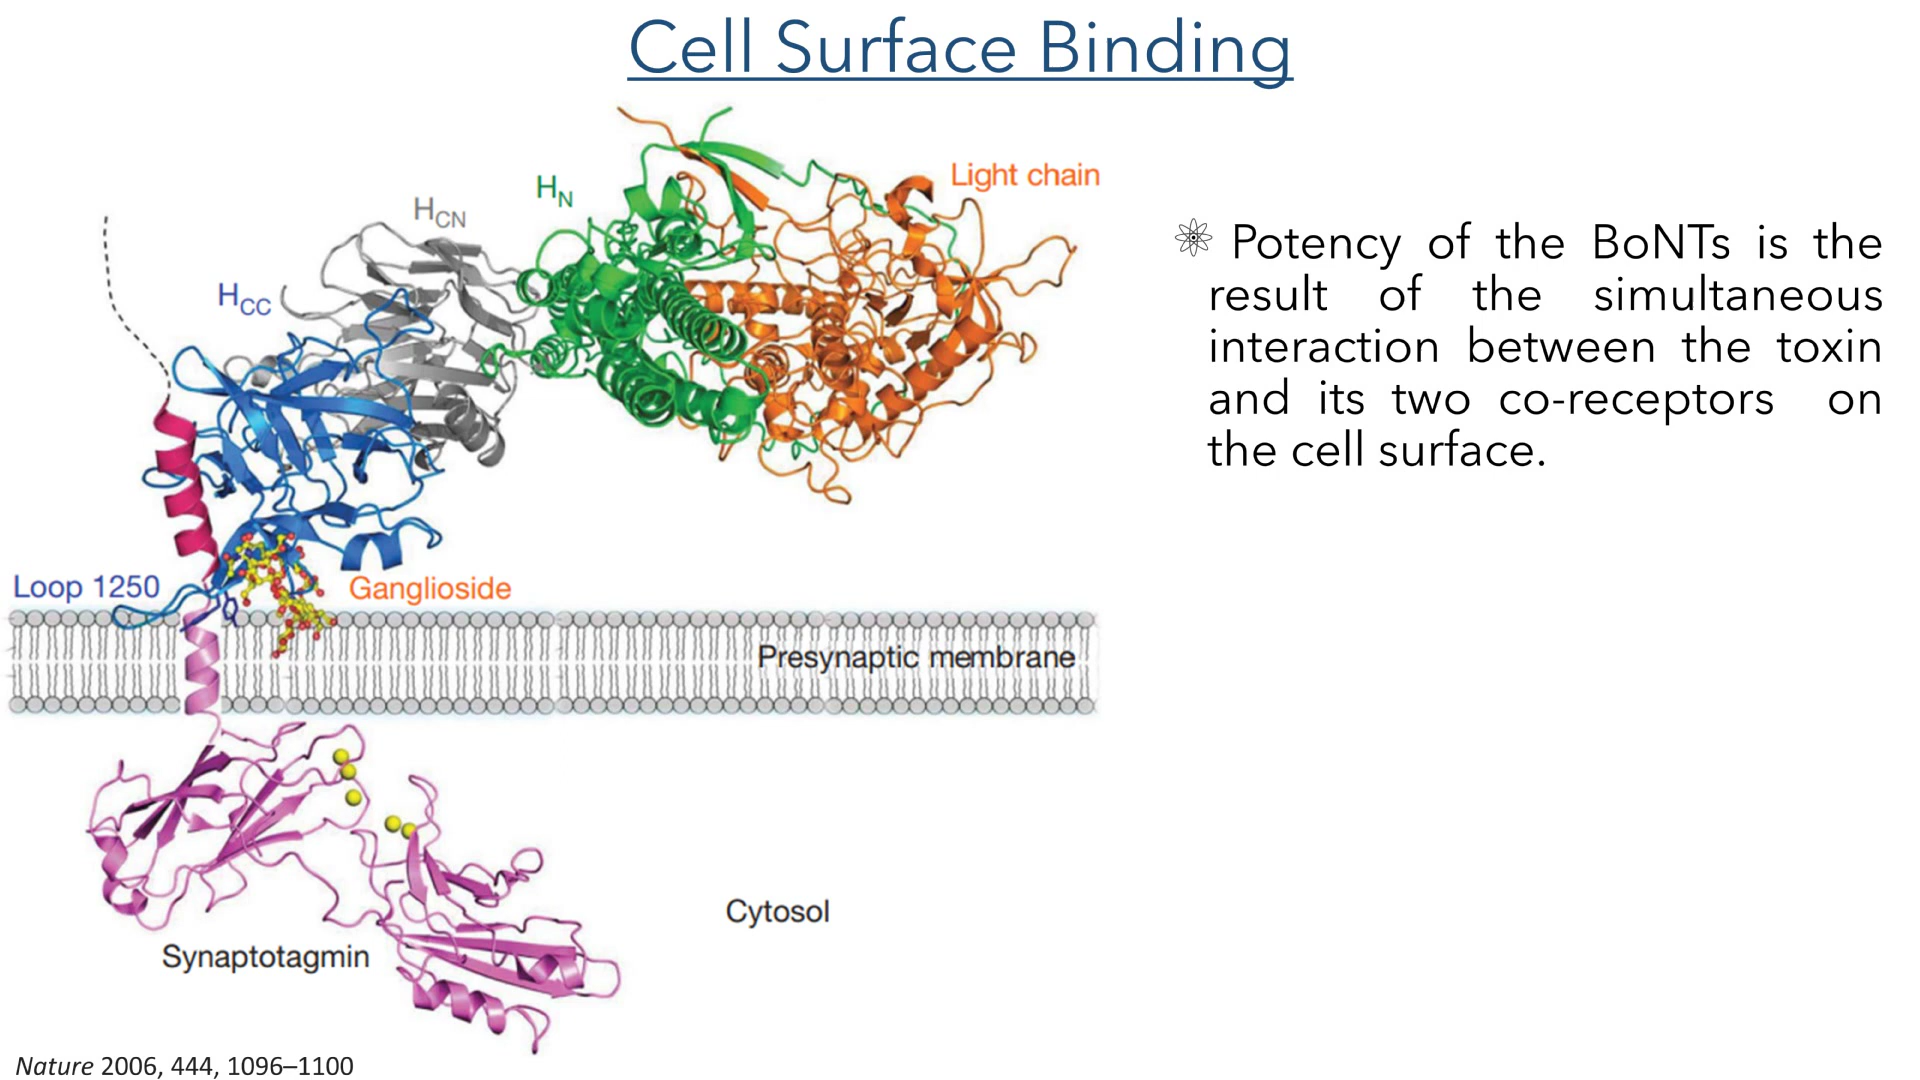 Cell Surface Binding
Light chain
H_N
H_CN
H_CC
Potency of the BoNTs is the
result of the simultaneous
interaction between the toxin
and its two co-receptors on
the cell surface.
Loop 1250
Ganglioside
Presynaptic membrane
Cytosol
Synaptotagmin
Nature 2006, 444, 1096–1100